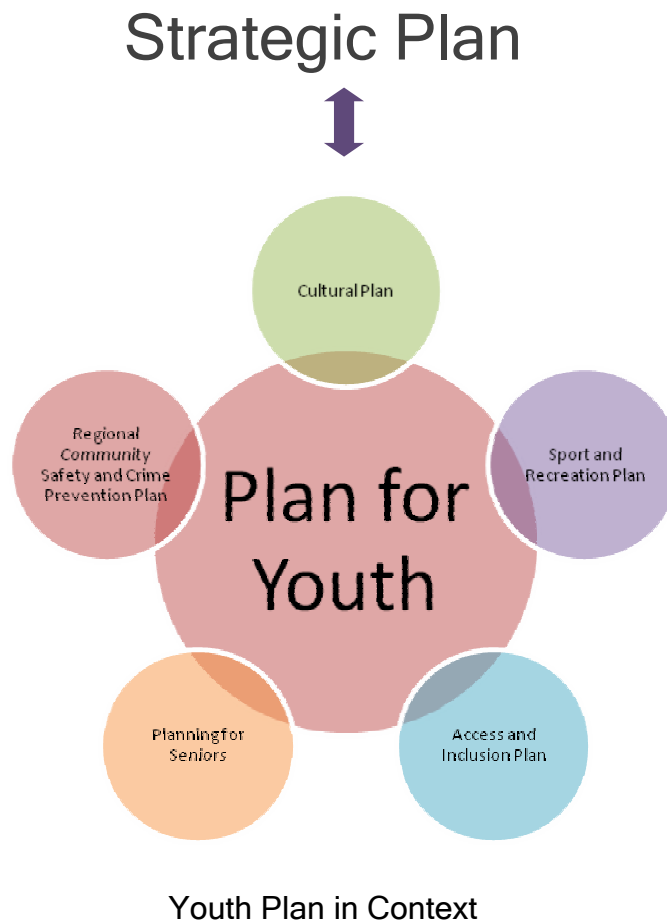 Strategic Plan
Cultural Plan
Regional
Community
Safety and Crime
Prevention Plan
Sport and
Recreation Plan
Plan for
Youth
Planning for
Seniors
Access and
Inclusion Plan
Youth Plan in Context